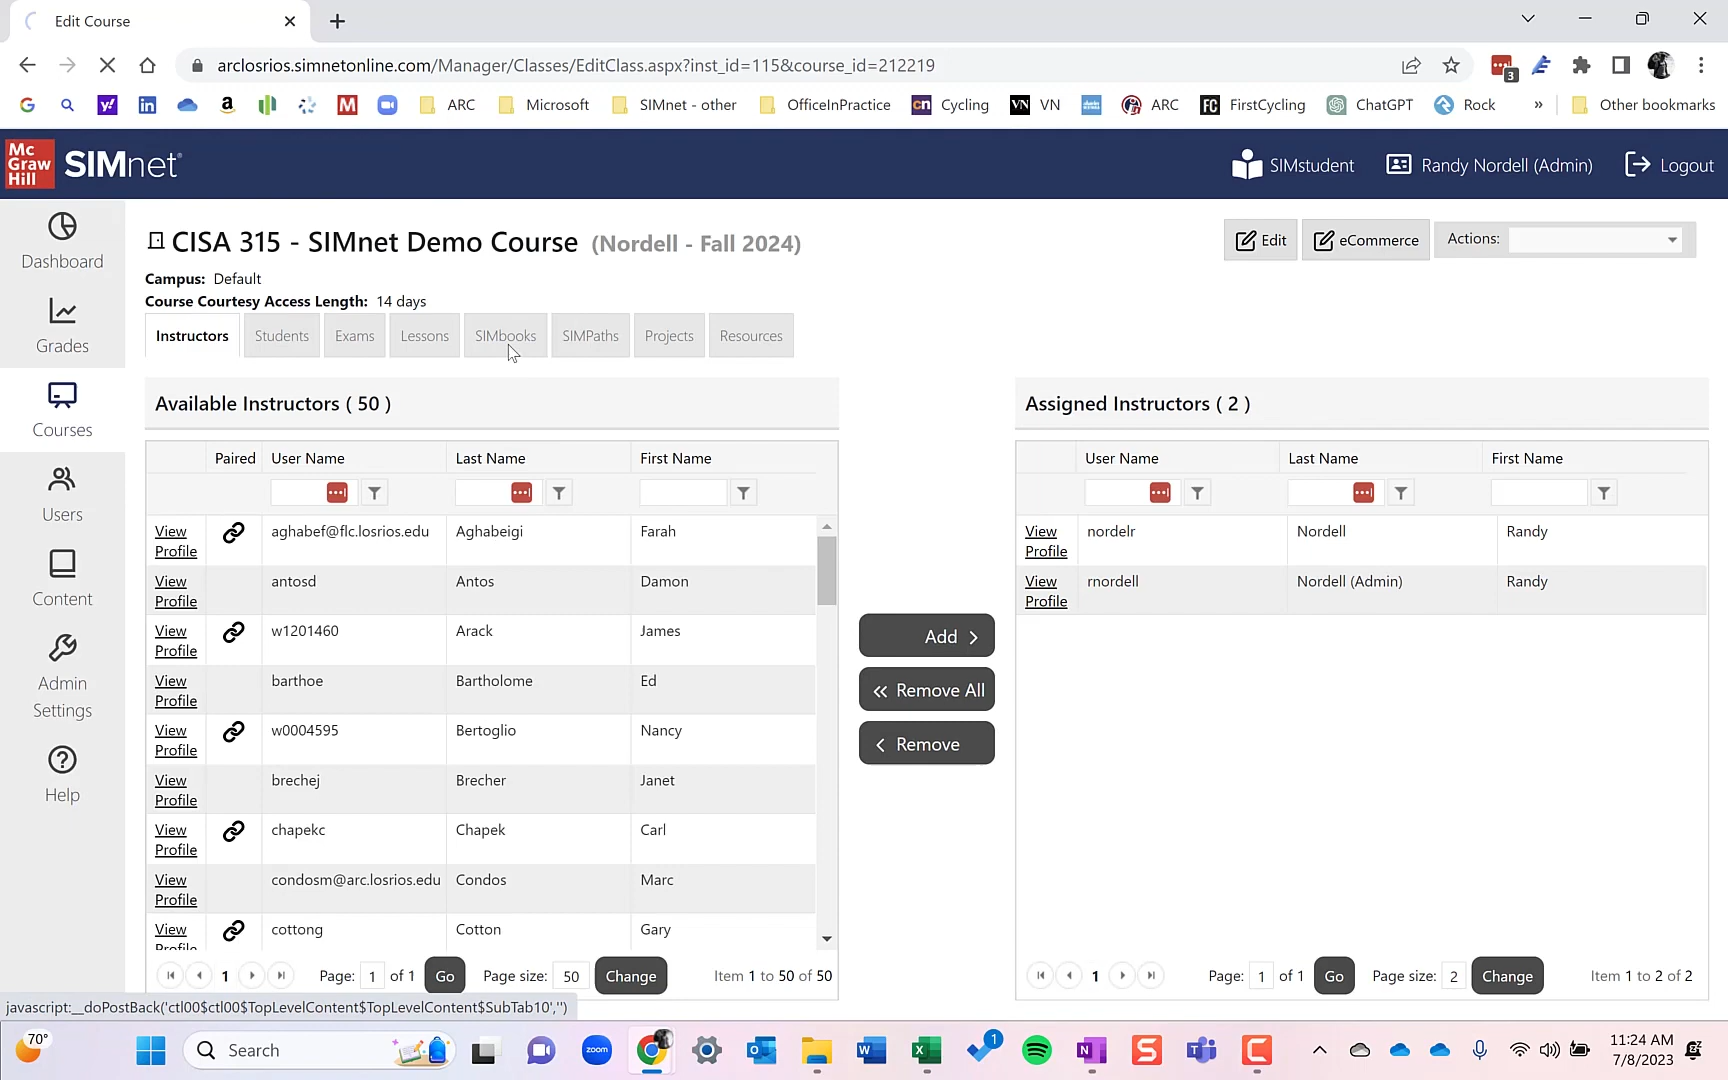 Edit Course
arclosrios.simnetonline.com/Manager/Classes/EditClass.aspx?inst_id=115&course_id=212219
3
ARC Microsoft SIMnet - other OfficeInPractice cn Cycling VN VN ARC FC FirstCycling ChatGPT Rock » Other bookmarks
Mc Graw Hill SIMnet SIMstudent Randy Nordell (Admin) Logout
Dashboard
Grades
Courses
Users
Content
Admin
Settings
Help
CISA 315 - SIMnet Demo Course (Nordell - Fall 2024)
Edit eCommerce Actions:
Campus: Default
Course Courtesy Access Length: 14 days
Instructors Students Exams Lessons SIMbooks SIMPaths Projects Resources
Available Instructors ( 50 )
Paired User Name Last Name First Name
View Profile aghabef@flc.losrios.edu Aghabeigi Farah
View Profile antosd Antos Damon
View Profile w1201460 Arack James
View Profile barthoe Bartholome Ed
View Profile w0004595 Bertoglio Nancy
View Profile brechej Brecher Janet
View Profile chapekc Chapek Carl
View Profile condosm@arc.losrios.edu Condos Marc
View Profile cottong Cotton Gary
1 Page: 1 of 1 Go Page size: 50 Change Item 1 to 50 of 50
Add
Remove All
Remove
Assigned Instructors ( 2 )
User Name Last Name First Name
View Profile nordelr Nordell Randy
View Profile rnordell Nordell (Admin) Randy
1 Page: 1 of 1 Go Page size: 2 Change Item 1 to 2 of 2
javascript:__doPostBack('ctl00$ctl00$TopLevelContent$TopLevelContent$SubTab10','')
70° Search zoom 1 11:24 AM
7/8/2023